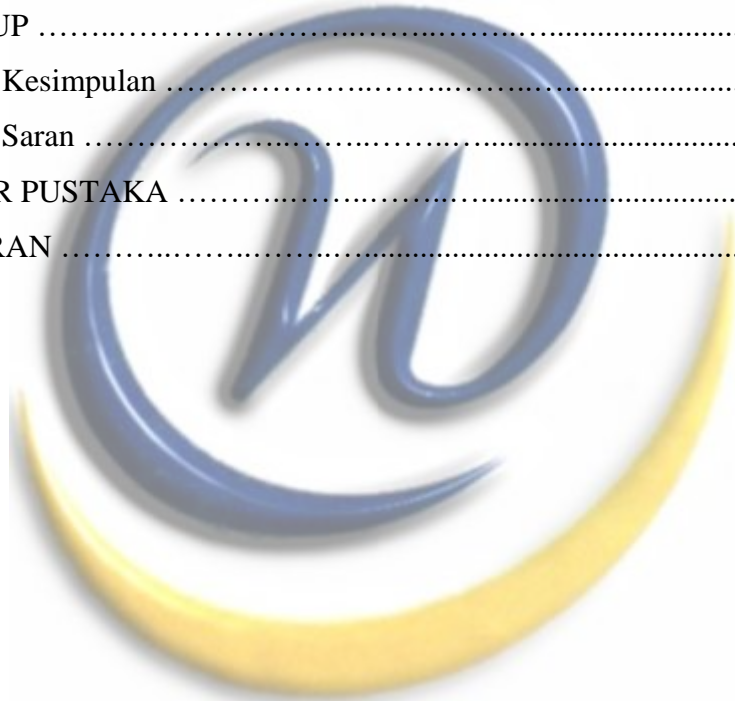 UP ……..……………………..……..……..…..............................
Kesimpulan ………………..……..……..….............................
Saran ……………………..……..……..…...............................
R PUSTAKA ………..……..……..……..….............................
RAN ………..……..……..…..............................................